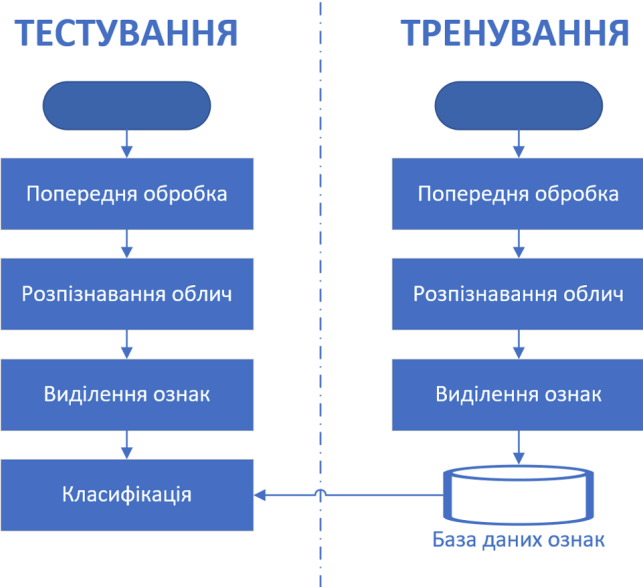 ТЕСТУВАННЯ
Попередня обробка
Розпізнавання облич
Виділення ознак
Класифікація
ТРЕНУВАННЯ
Попередня обробка
Розпізнавання облич
Виділення ознак
База даних ознак